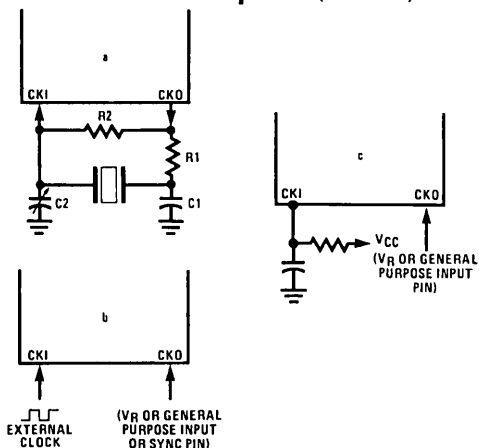 a
CKI CKO
R2
R1
C2 C1
c
CKI CKO
VCC
(VR OR GENERAL
PURPOSE INPUT
PIN)
b
CKI CKO
EXTERNAL
CLOCK
(VR OR GENERAL
PURPOSE INPUT
OR SYNC PIN)